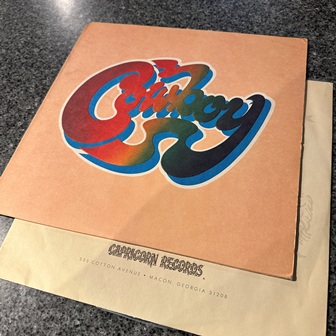 Cowboy
CAPRICORN RECORDS
535 COTTON AVENUE • MACON, GEORGIA 31208